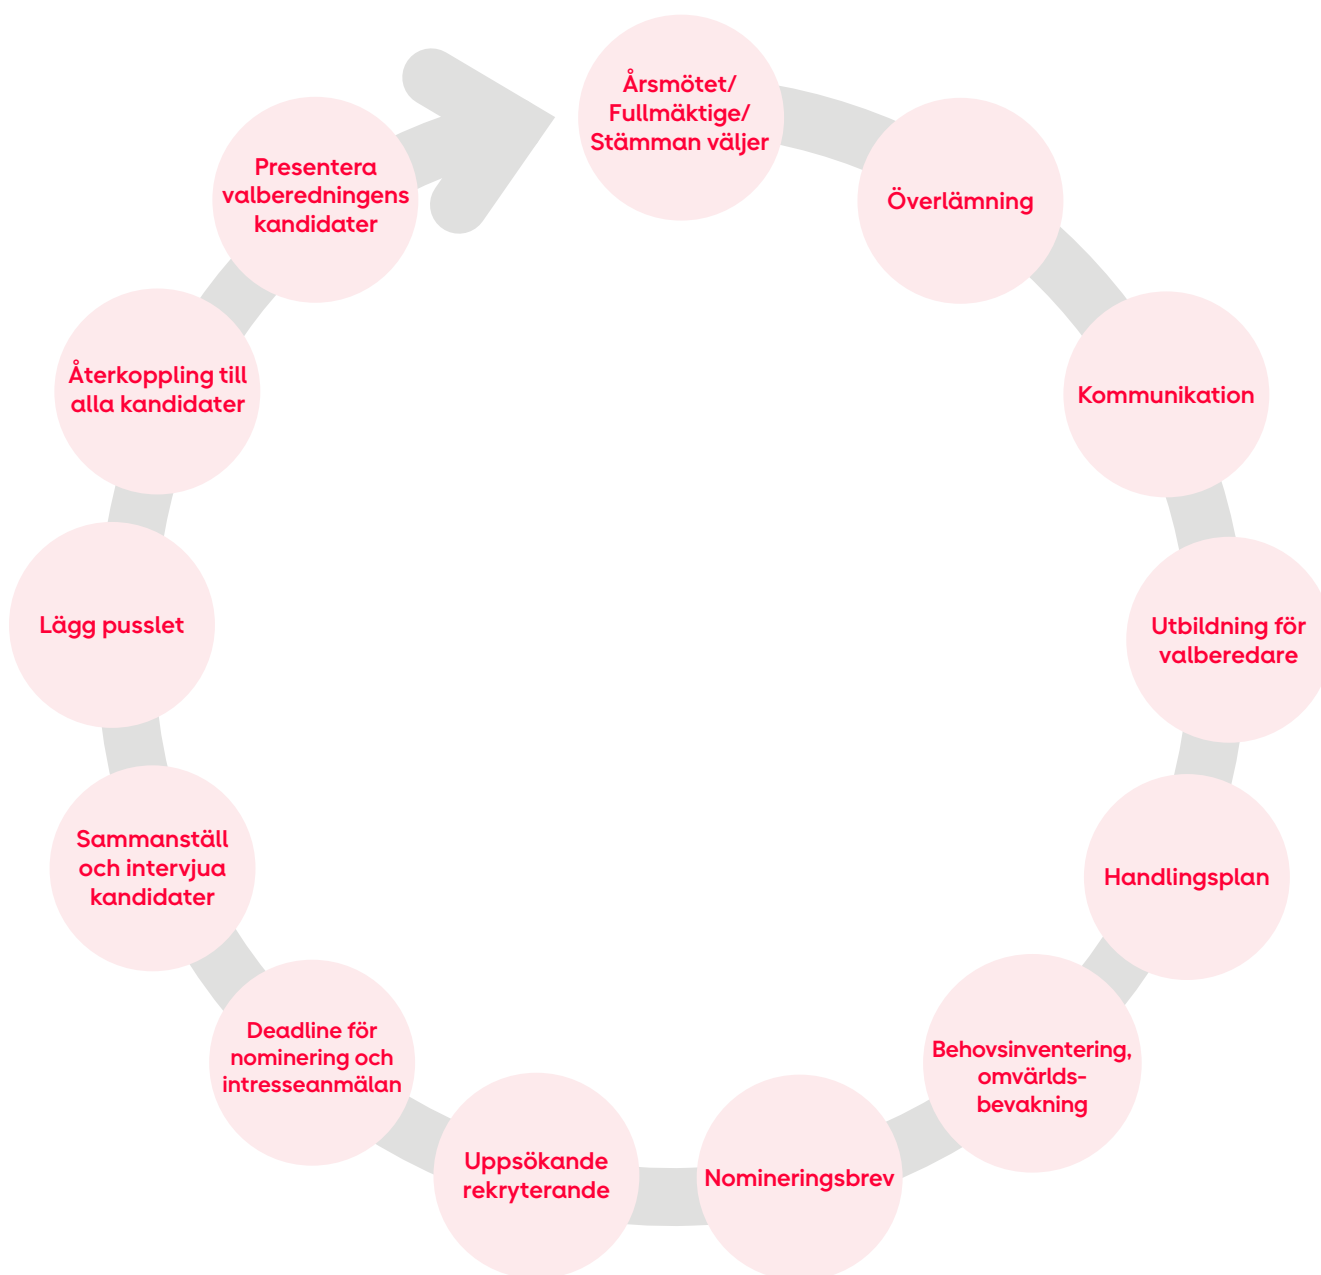 Årsmötet/
Fullmäktige/
Stämman väljer
Överlämning
Kommunikation
Utbildning för
valberedare
Handlingsplan
Behovsinventering,
omvärlds-
bevakning
Nomineringsbrev
Uppsökande
rekryterande
Deadline för
nominering och
intresseanmälan
Sammanställ
och intervjua
kandidater
Lägg pusslet
Återkoppling till
alla kandidater
Presentera
valberedningens
kandidater